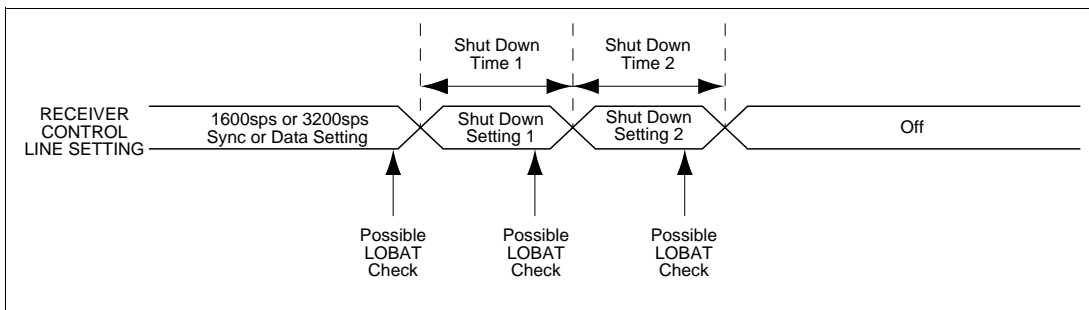 Shut Down
Time 1
Shut Down
Time 2
RECEIVER
CONTROL
LINE SETTING
1600sps or 3200sps
Sync or Data Setting
Shut Down
Setting 1
Shut Down
Setting 2
Off
Possible
LOBAT
Check
Possible
LOBAT
Check
Possible
LOBAT
Check